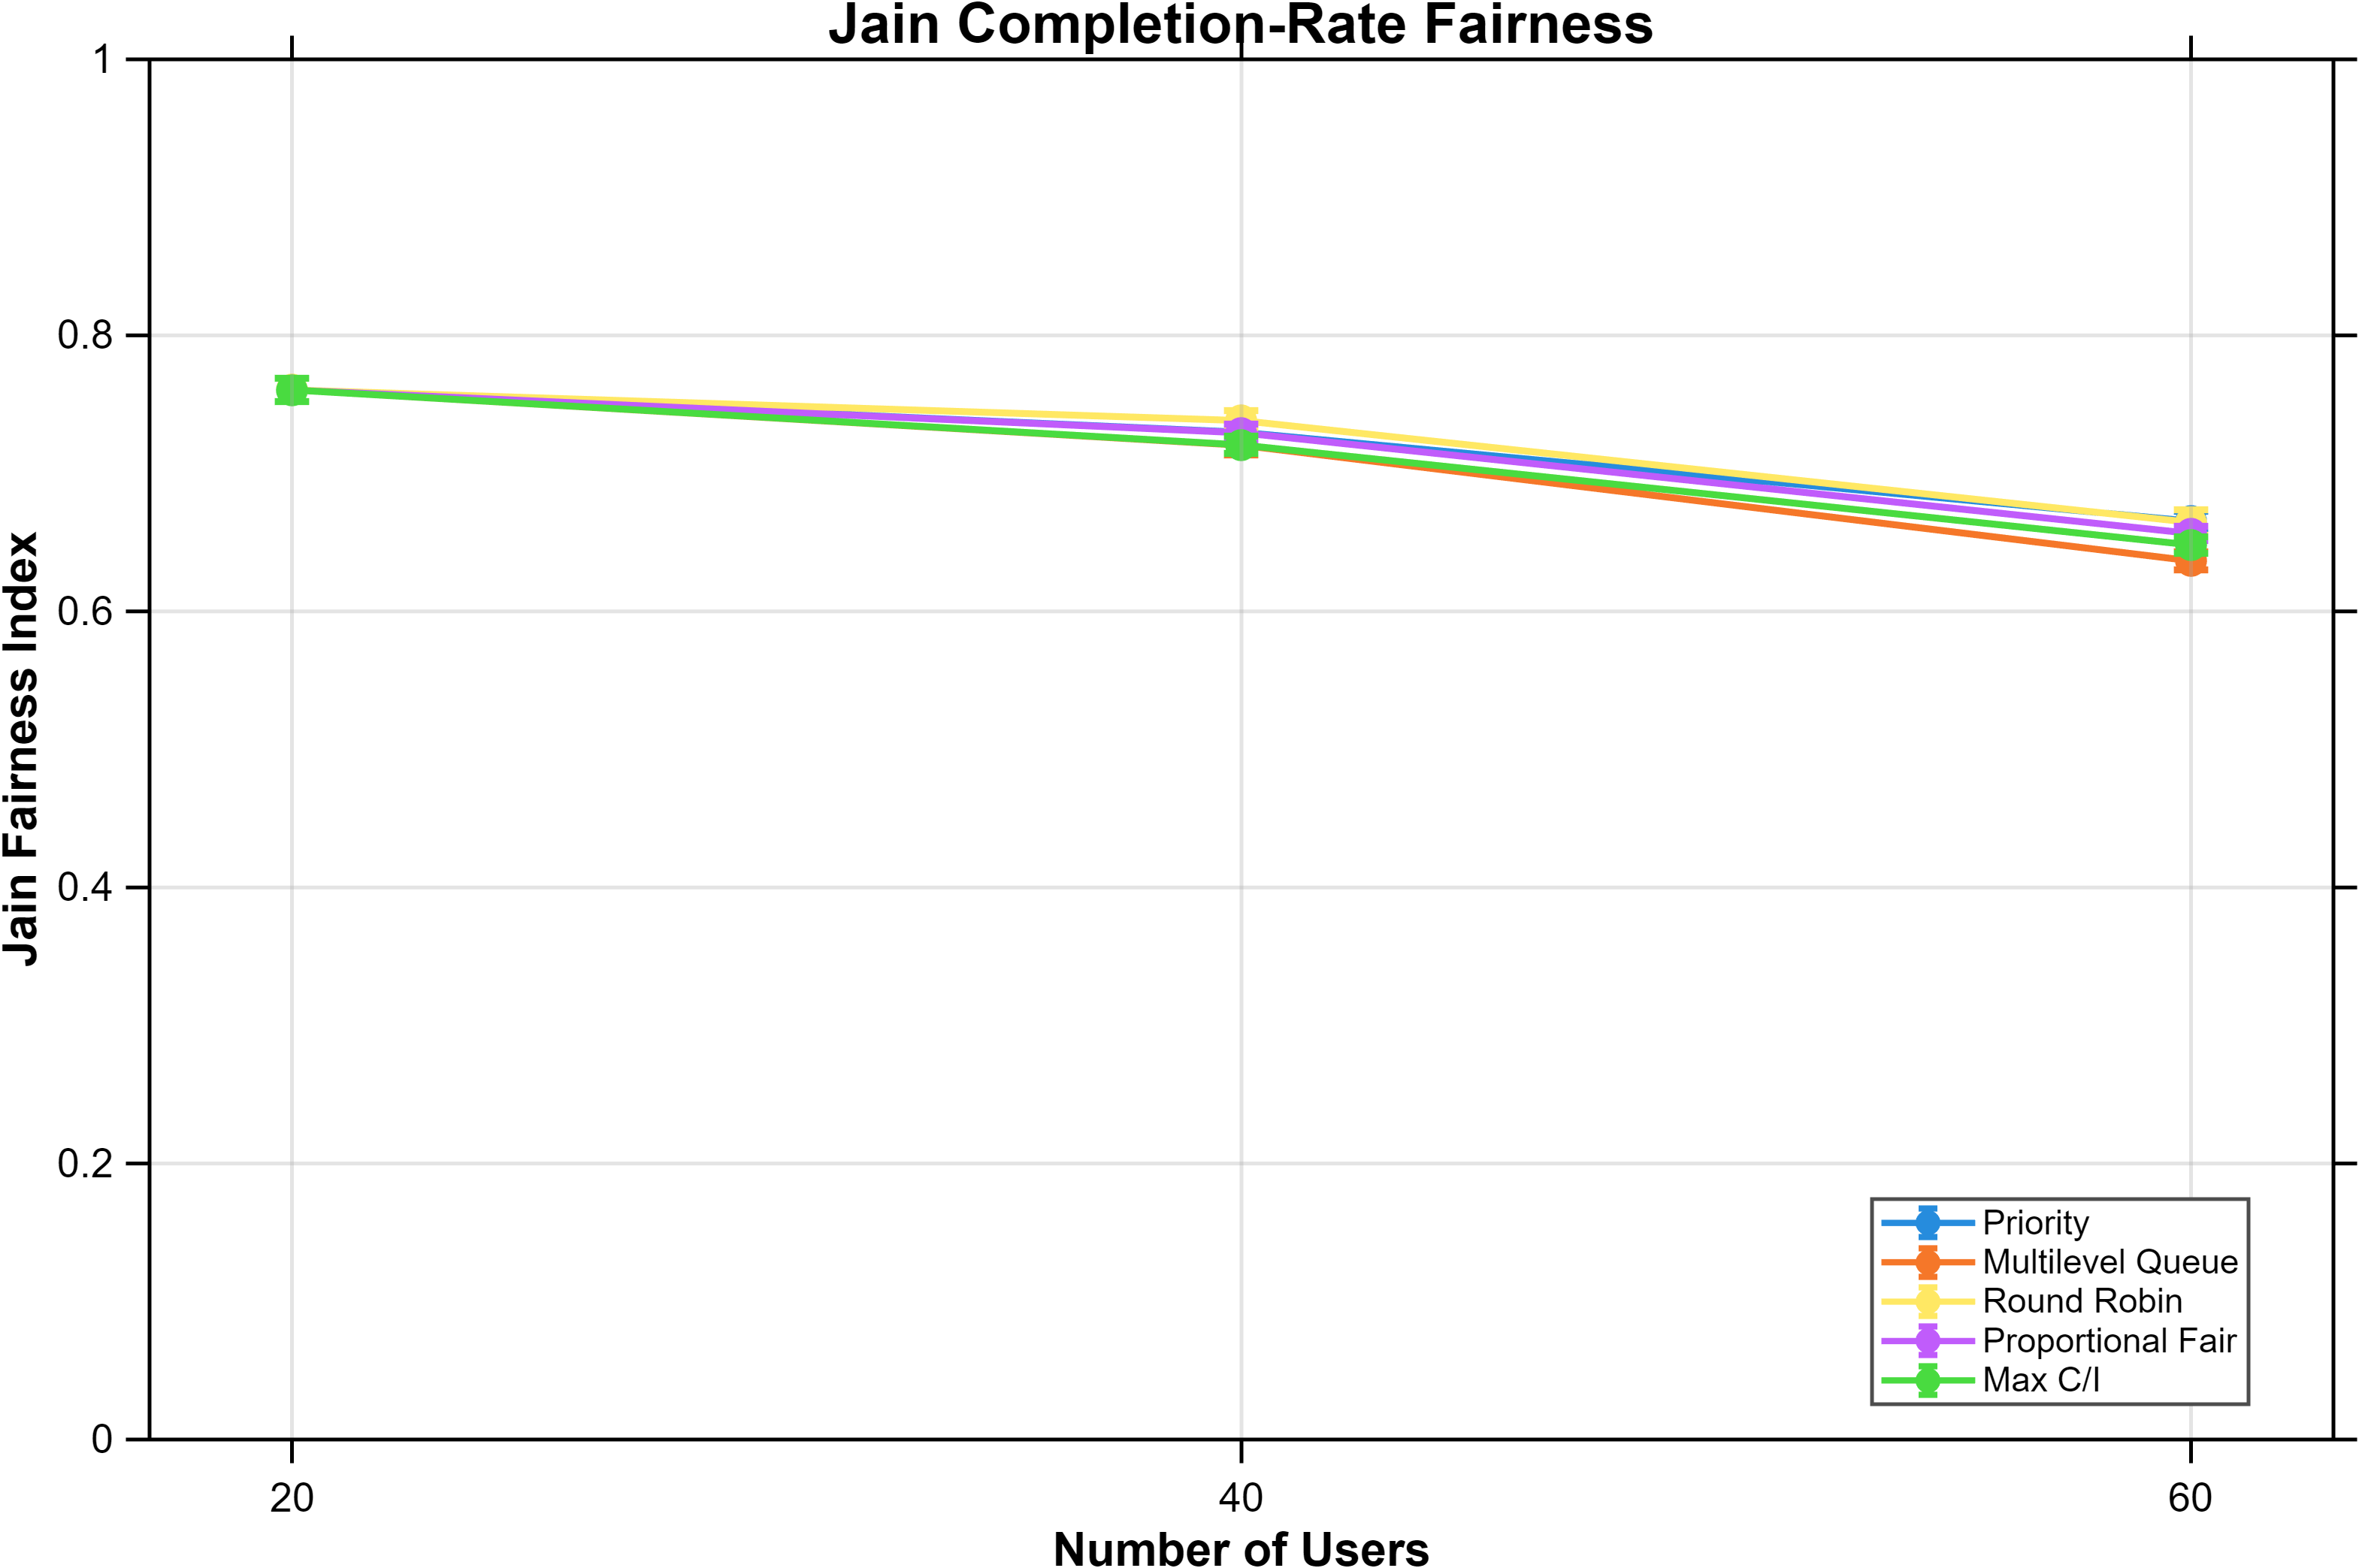 Jain Completion-Rate Fairness
1
0.8
0.6
0.4
0.2
0
Jain Fairness Index
20
40
60
Number of Users
Priority
Multilevel Queue
Round Robin
Proportional Fair
Max C/I